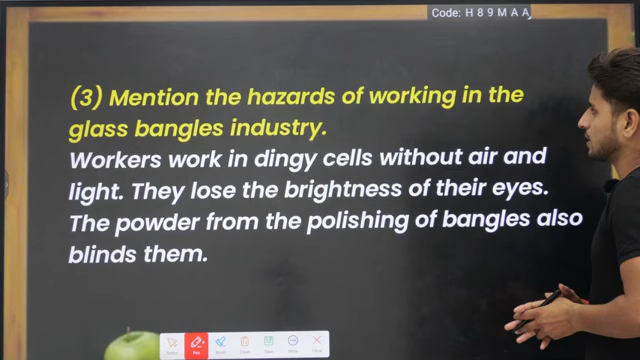 Code: H 8 9 M A A
(3) Mention the hazards of working in the
glass bangles industry.
Workers work in dingy cells without air and
light. They lose the brightness of their eyes.
The powder from the polishing of bangles also
blinds them.
Pen